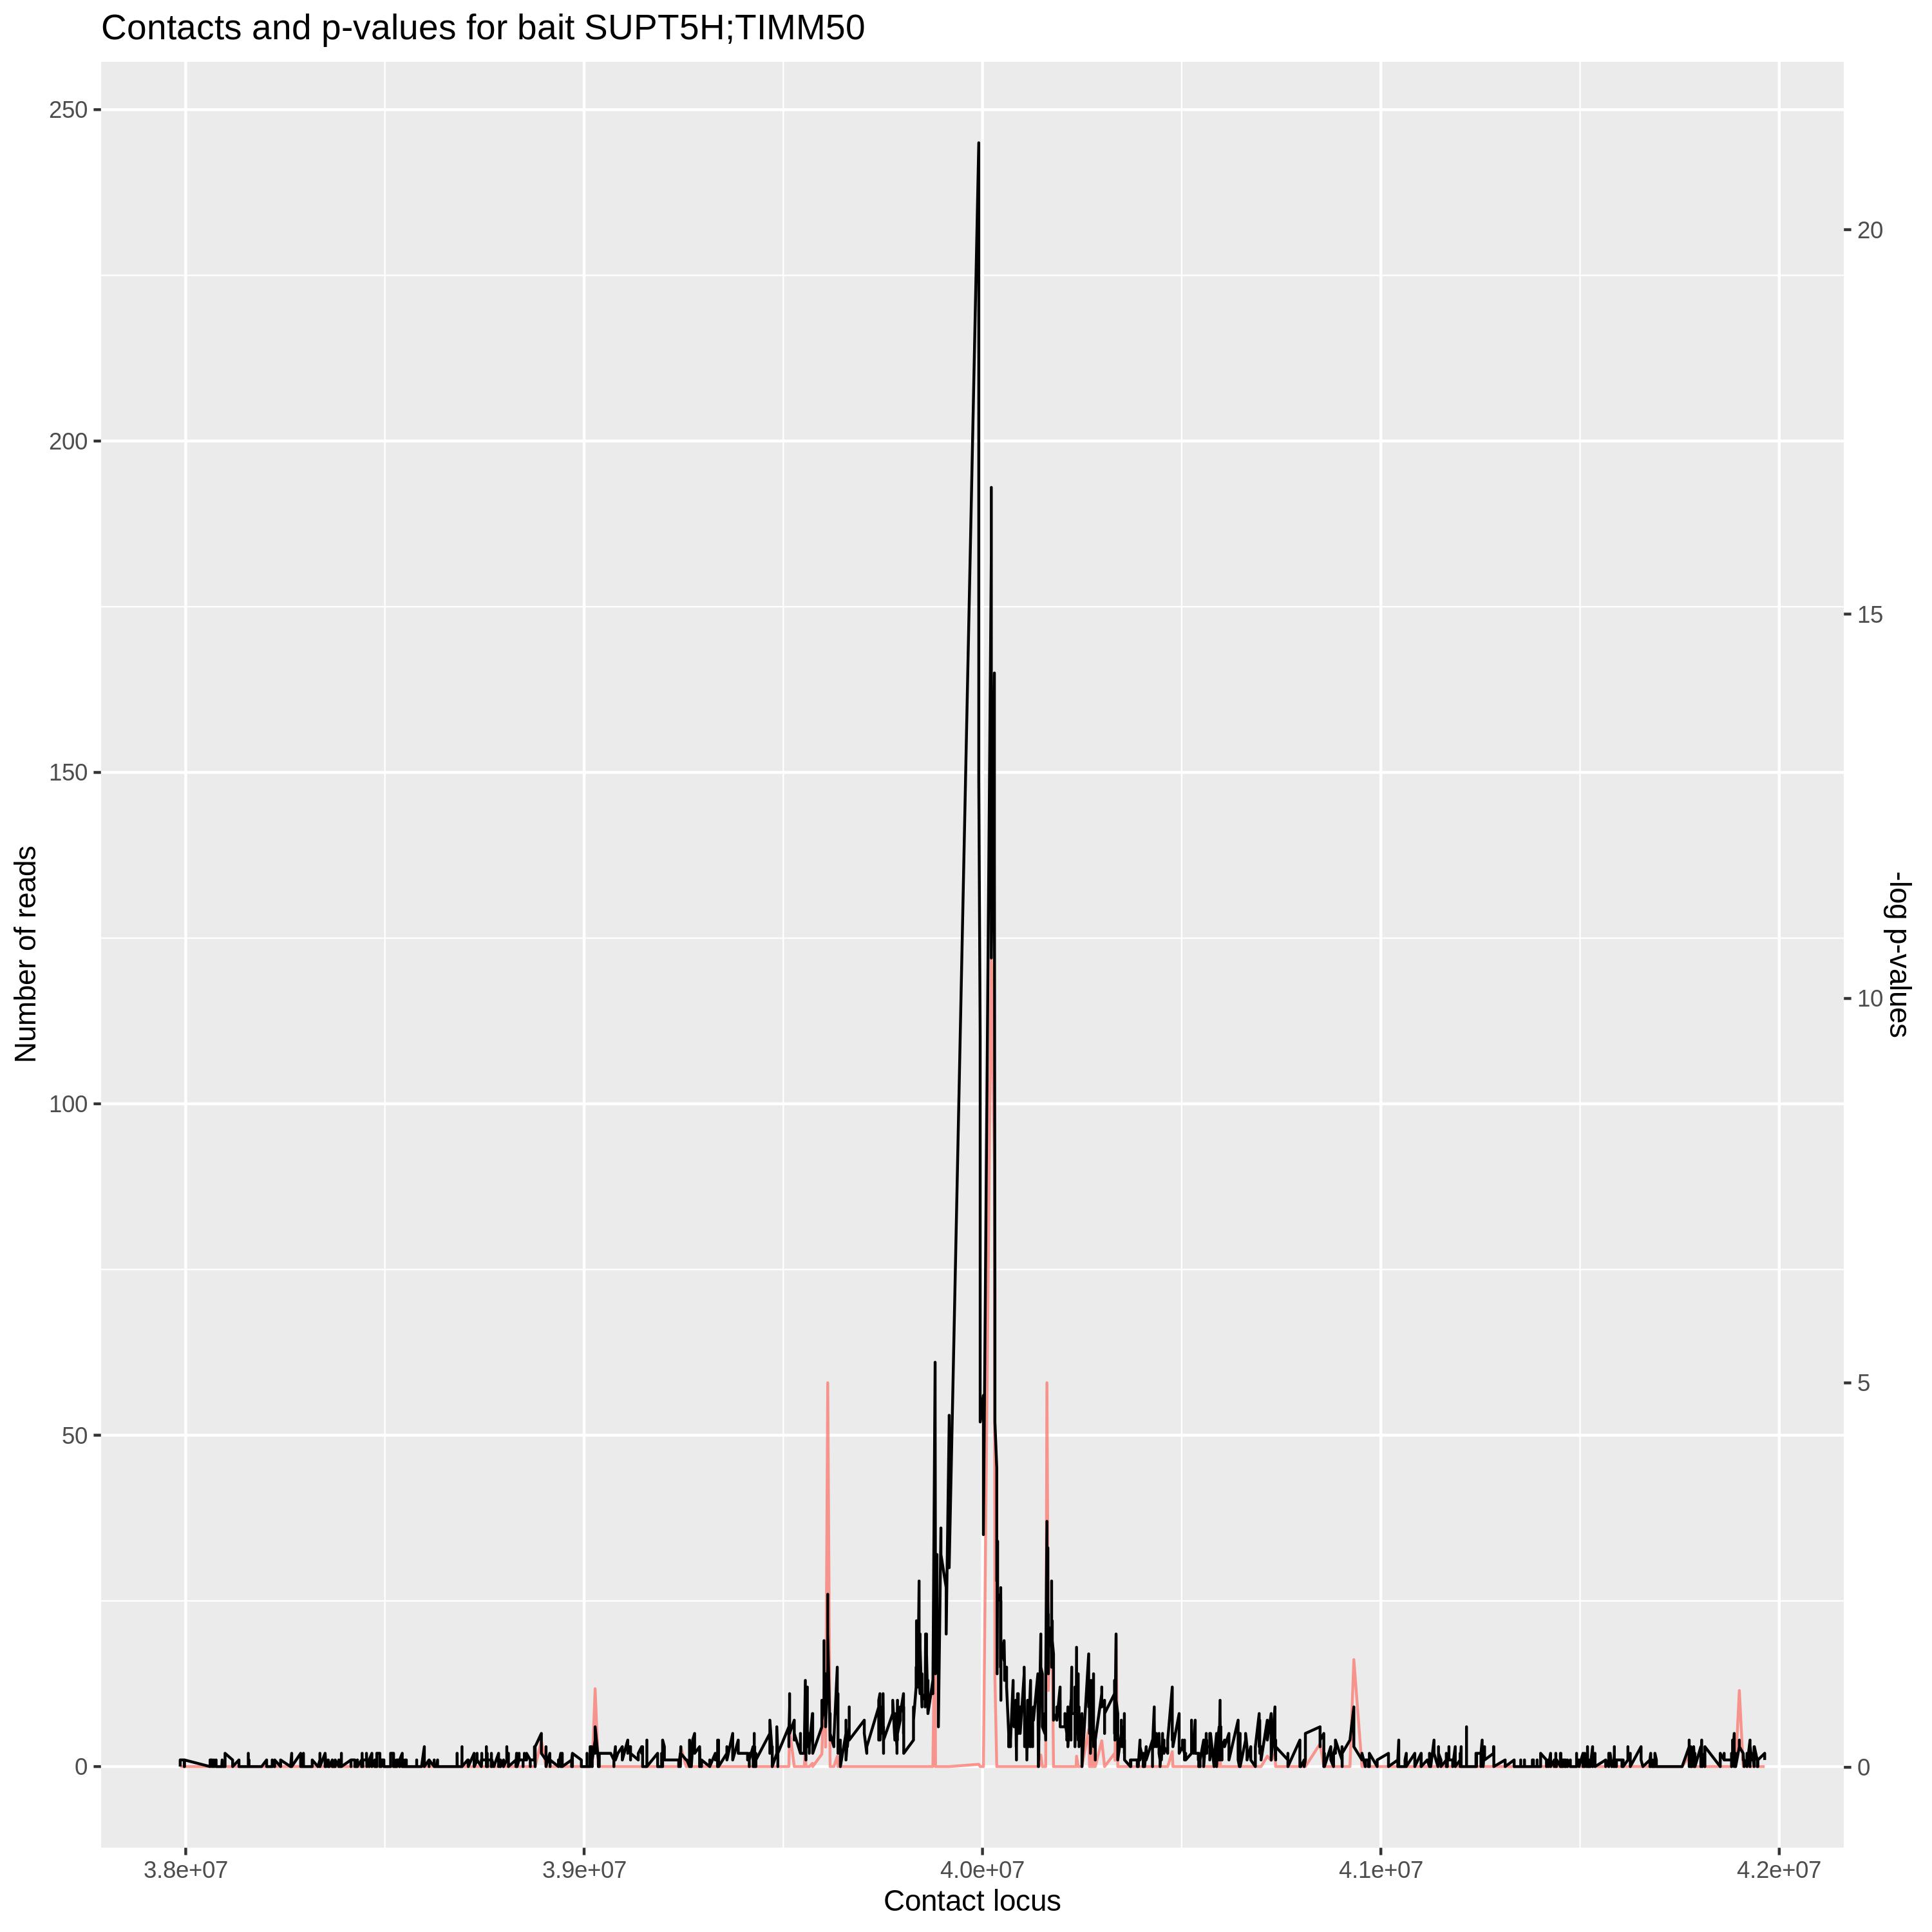 Contacts and p-values for bait SUPT5H;TIMM50
250
200
150
100
50
0
Number of reads
20
15
10
5
0
-log p-values
3.8e+07
3.9e+07
4.0e+07
4.1e+07
4.2e+07
Contact locus